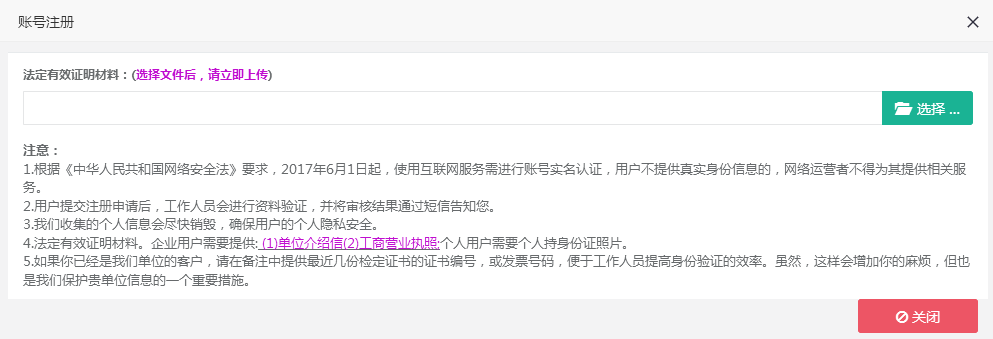 账号注册
法定有效证明材料：(选择文件后，请立即上传)
选择 ...
注意：
1.根据《中华人民共和国网络安全法》要求，2017年6月1日起，使用互联网服务需进行账号实名认证，用户不提供真实身份信息的，网络运营者不得为其提供相关服
务。
2.用户提交注册申请后，工作人员会进行资料验证，并将审核结果通过短信告知您。
3.我们收集的个人信息会尽快销毁，确保用户的个人隐私安全。
4.法定有效证明材料。企业用户需要提供: (1)单位介绍信(2)工商营业执照;个人用户需要个人持身份证照片。
5.如果你已经是我们单位的客户，请在备注中提供最近几份检定证书的证书编号，或发票号码，便于工作人员提高身份验证的效率。虽然，这样会增加你的麻烦，但也
是我们保护贵单位信息的一个重要措施。
关闭